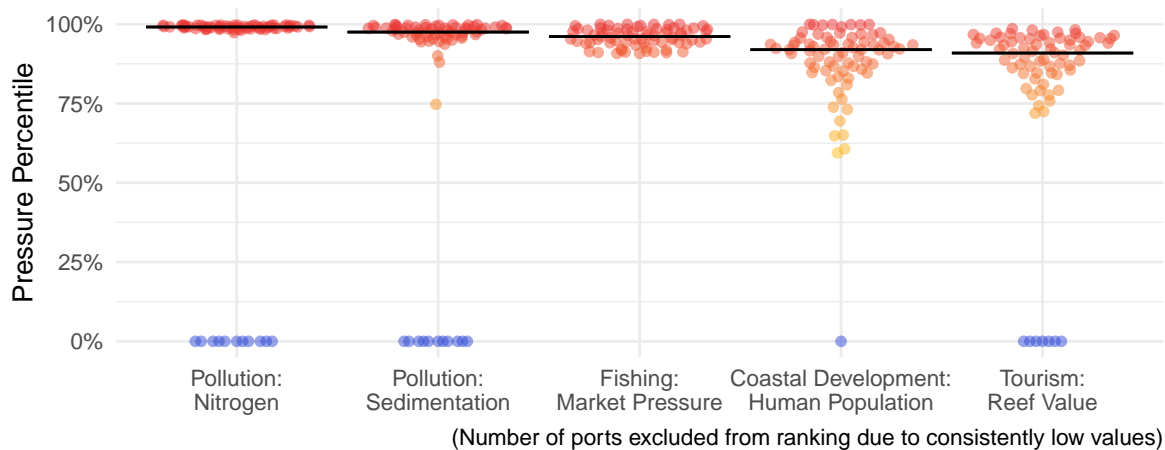 Pressure Percentile
100%
75%
50%
25%
0%
Pollution:
Nitrogen
Pollution:
Sedimentation
Fishing:
Market Pressure
Coastal Development:
Human Population
Tourism:
Reef Value
(Number of ports excluded from ranking due to consistently low values)